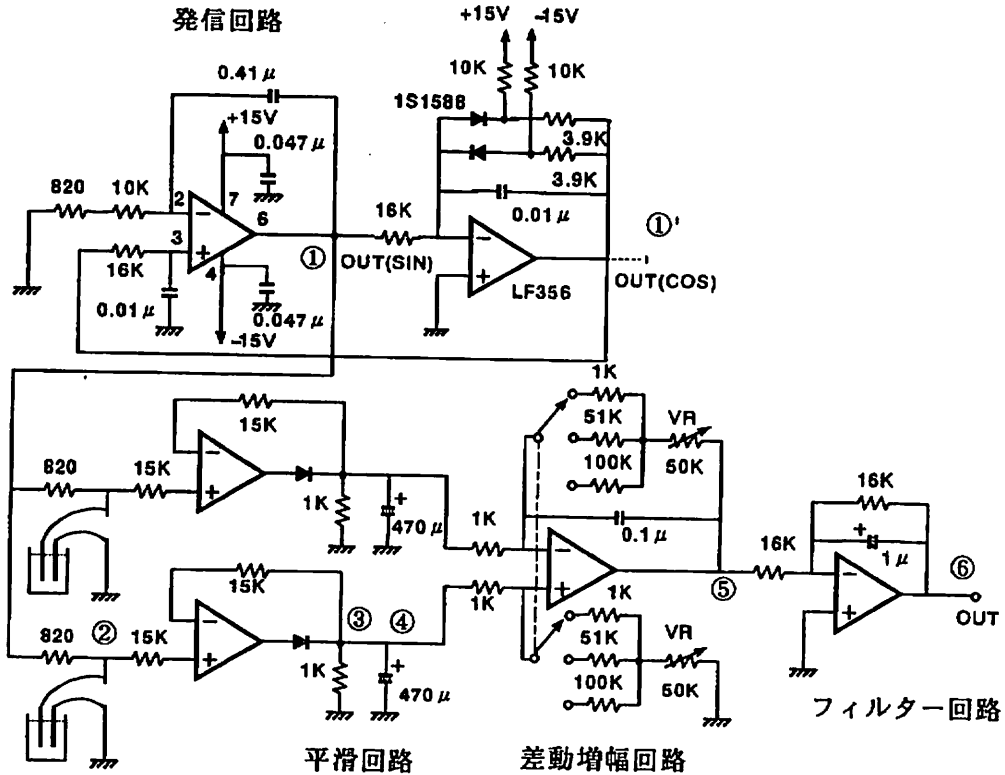 発信回路
+15V
-15V
0.41μ
10K
10K
1S1588
+15V
0.047μ
3.9K
3.9K
820
10K
2
7
6
16K
0.01μ
①'
3
①
OUT(SIN)
16K
4
LF356
OUT(COS)
0.01μ
0.047μ
-15V
1K
15K
51K
VR
820
15K
100K
50K
16K
1K
+
470μ
1K
0.1μ
16K
+
1μ
15K
⑥
③
④
1K
⑤
OUT
820
②
15K
1K
51K
VR
1K
+
470μ
100K
50K
フィルター回路
平滑回路
差動増幅回路